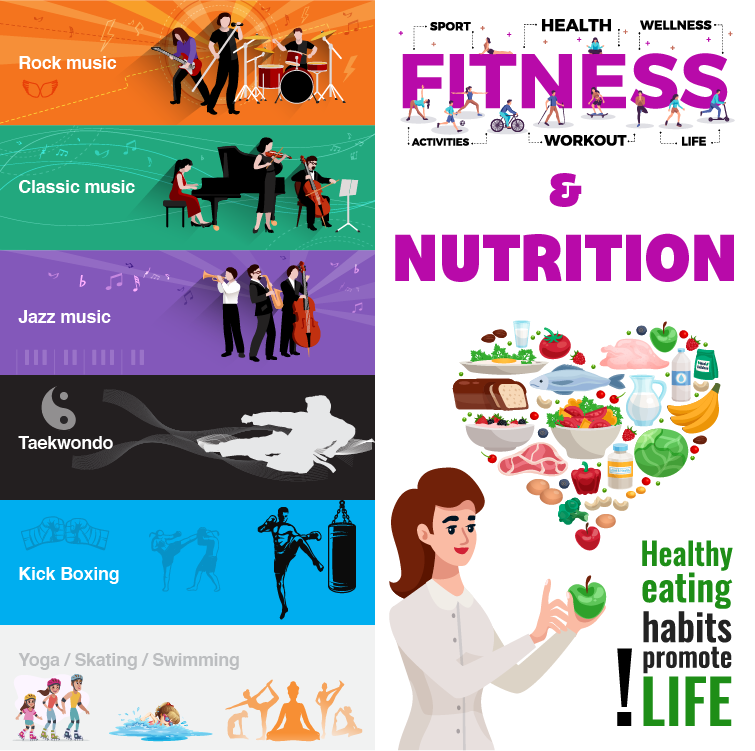 Rock music
Classic music
Jazz music
Taekwondo
Kick Boxing
Yoga / Skating / Swimming
SPORT
HEALTH
WELLNESS
FITNESS
ACTIVITIES
WORKOUT
LIFE
&
NUTRITION
Healthy
eating
habits
promote
LIFE!